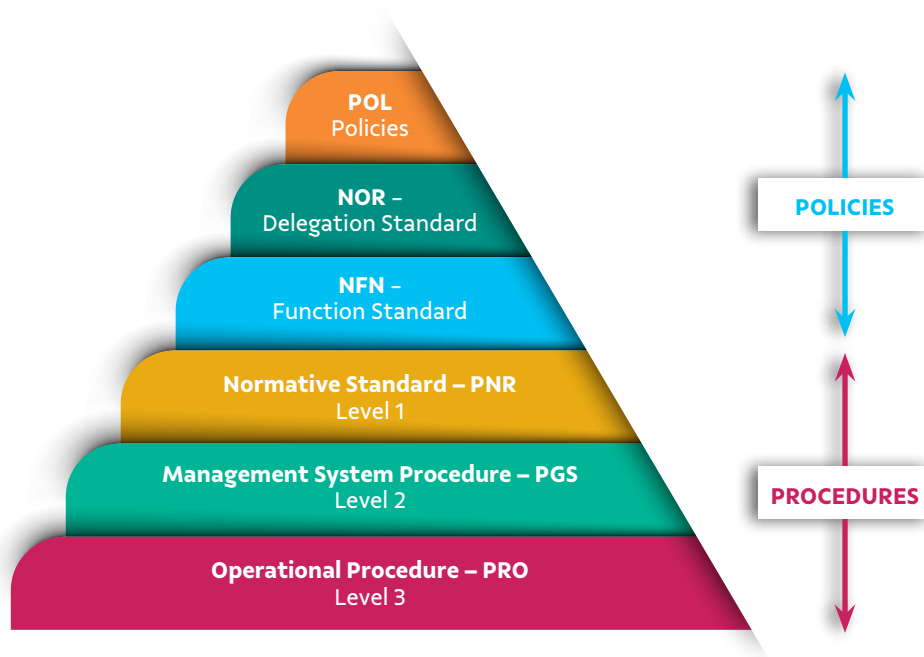 POL
Policies
NOR –
Delegation Standard
POLICIES
NFN –
Function Standard
Normative Standard – PNR
Level 1
Management System Procedure – PGS
Level 2
PROCEDURES
Operational Procedure – PRO
Level 3